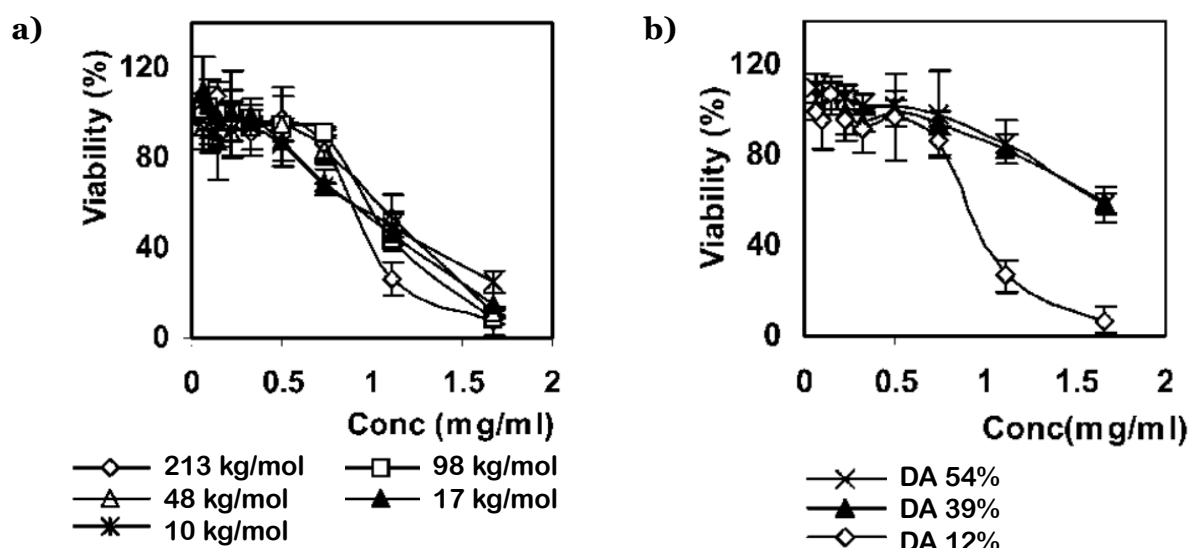 a)
Viability (%)
120
80
40
0
0 0.5 1 1.5 2
Conc (mg/ml)
213 kg/mol 98 kg/mol
48 kg/mol 17 kg/mol
10 kg/mol
b)
Viability (%)
120
80
40
0
0 0.5 1 1.5 2
Conc(mg/ml)
DA 54%
DA 39%
DA 12%